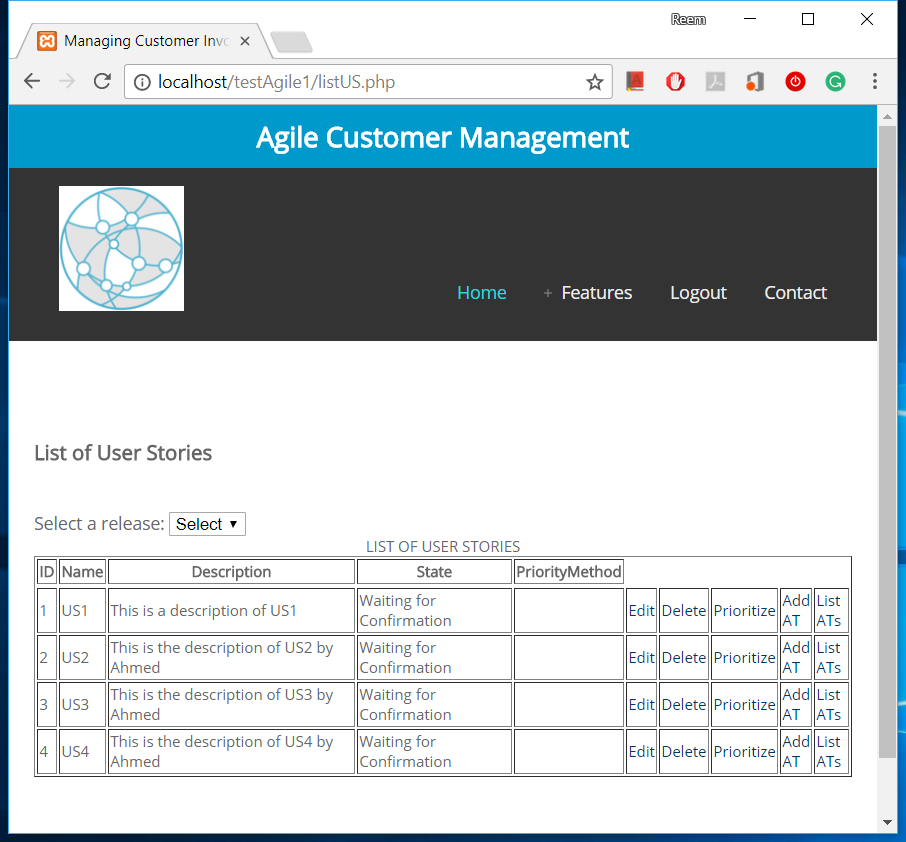 Reem
Managing Customer Invo
localhost/testAgile1/listUS.php
Agile Customer Management
Home + Features Logout Contact
List of User Stories
Select a release: Select
LIST OF USER STORIES
ID Name Description State PriorityMethod
1 US1 This is a description of US1 Waiting for Confirmation Edit Delete Prioritize Add AT List ATs
2 US2 This is the description of US2 by Ahmed Waiting for Confirmation Edit Delete Prioritize Add AT List ATs
3 US3 This is the description of US3 by Ahmed Waiting for Confirmation Edit Delete Prioritize Add AT List ATs
4 US4 This is the description of US4 by Ahmed Waiting for Confirmation Edit Delete Prioritize Add AT List ATs